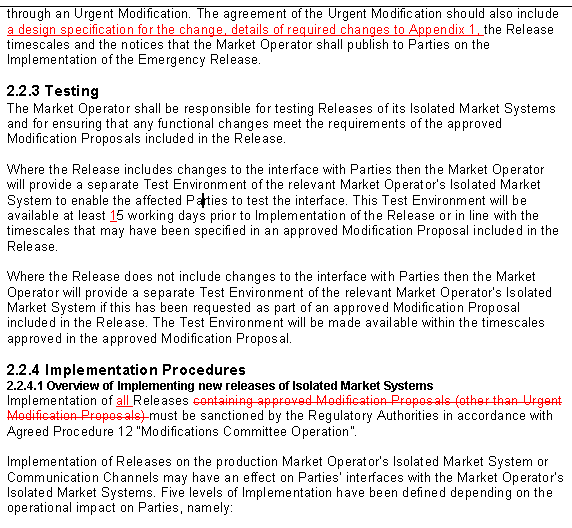 through an Urgent Modification. The agreement of the Urgent Modification should also include
a design specification for the change, details of required changes to Appendix 1, the Release
timescales and the notices that the Market Operator shall publish to Parties on the
Implementation of the Emergency Release.
2.2.3 Testing
The Market Operator shall be responsible for testing Releases of its Isolated Market Systems
and for ensuring that any functional changes meet the requirements of the approved
Modification Proposals included in the Release.
Where the Release includes changes to the interface with Parties then the Market Operator
will provide a separate Test Environment of the relevant Market Operator's Isolated Market
System to enable the affected Parties to test the interface. This Test Environment will be
available at least 15 working days prior to Implementation of the Release or in line with the
timescales that may have been specified in an approved Modification Proposal included in the
Release.
Where the Release does not include changes to the interface with Parties then the Market
Operator will provide a separate Test Environment of the relevant Market Operator's Isolated
Market System if this has been requested as part of an approved Modification Proposal
included in the Release. The Test Environment will be made available within the timescales
approved in the approved Modification Proposal.
2.2.4 Implementation Procedures
2.2.4.1 Overview of Implementing new releases of Isolated Market Systems
Implementation of all Releases containing approved Modification Proposals (other than Urgent
Modification Proposals) must be sanctioned by the Regulatory Authorities in accordance with
Agreed Procedure 12 "Modifications Committee Operation".
Implementation of Releases on the production Market Operator's Isolated Market System or
Communication Channels may have an effect on Parties' interfaces with the Market Operator's
Isolated Market Systems. Five levels of Implementation have been defined depending on the
operational impact on Parties, namely: